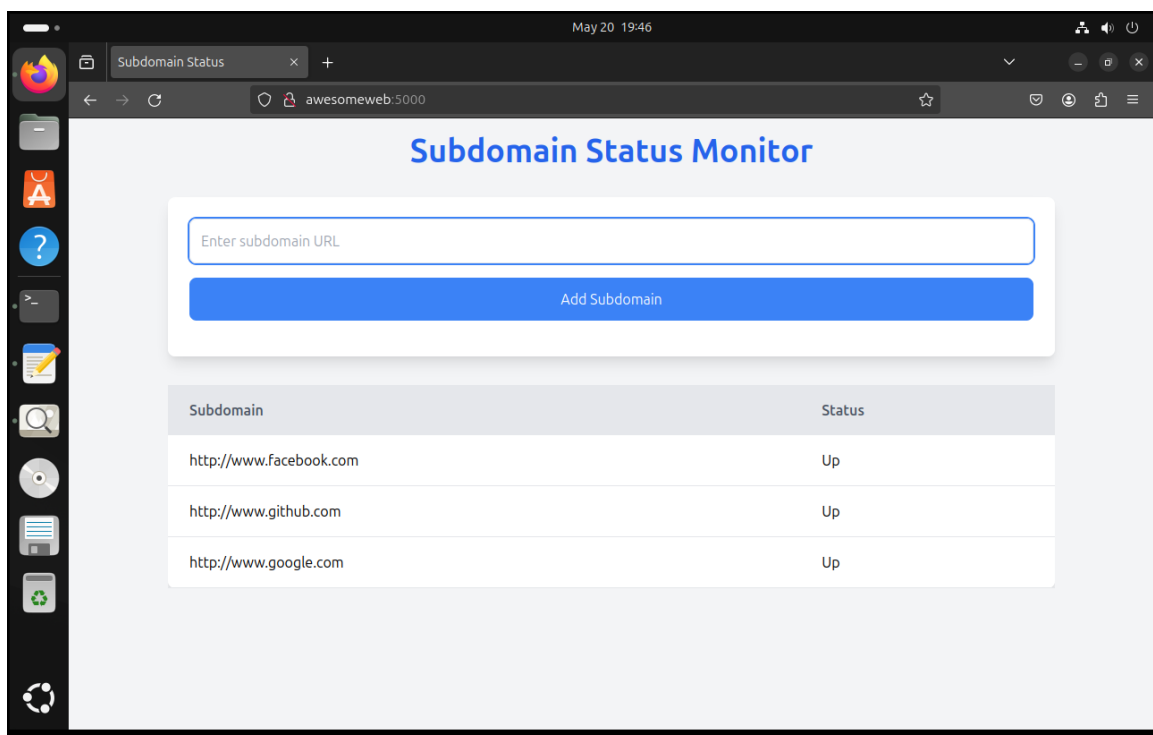 May 20 19:46
Subdomain Status
awesomeweb:5000
Subdomain Status Monitor
Enter subdomain URL
Add Subdomain
Subdomain Status
http://www.facebook.com Up
http://www.github.com Up
http://www.google.com Up